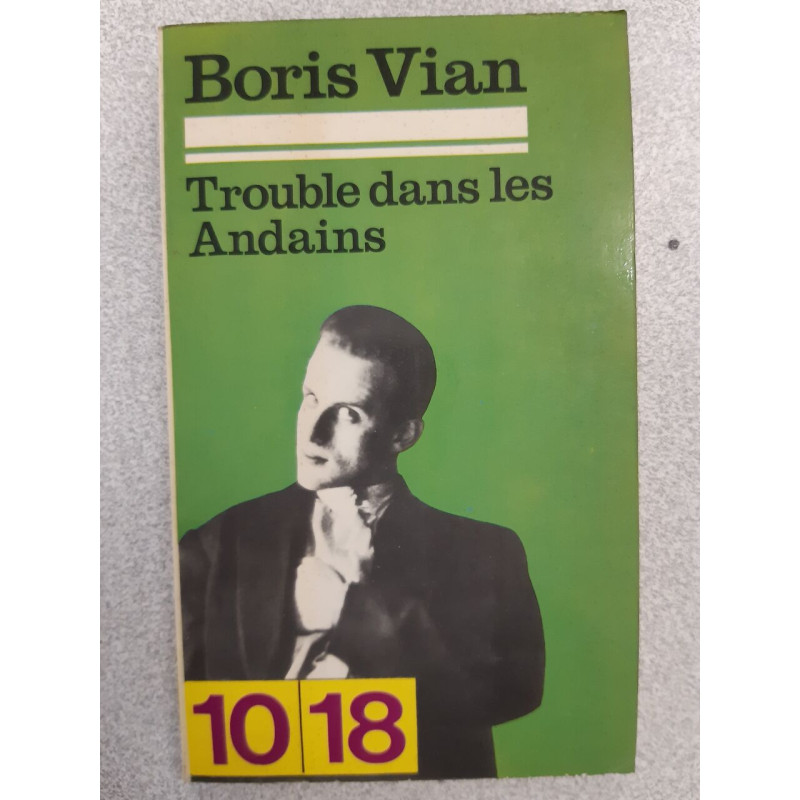 Boris Vian
Trouble dans les
Andains
10 18